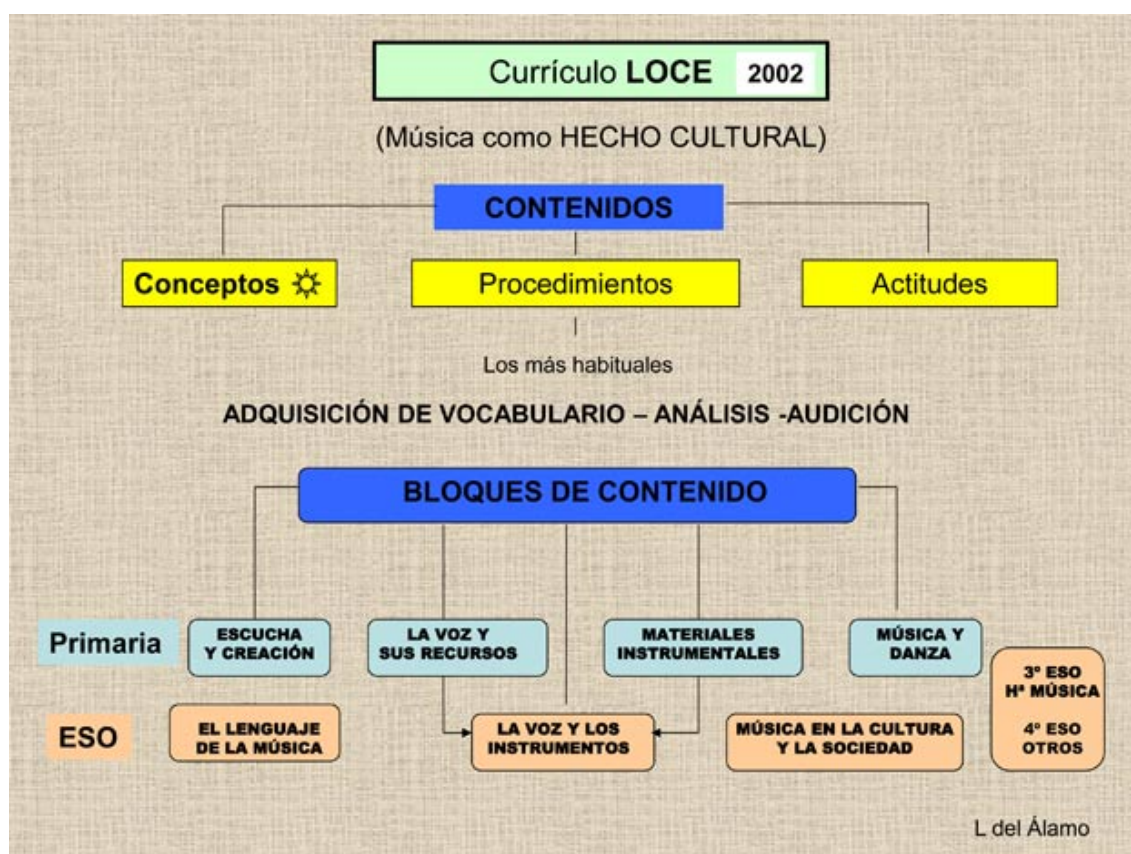 Currículo LOCE 2002
(Música como HECHO CULTURAL)
CONTENIDOS
Conceptos
Procedimientos
Actitudes
Los más habituales
ADQUISICIÓN DE VOCABULARIO – ANÁLISIS -AUDICIÓN
BLOQUES DE CONTENIDO
Primaria
ESCUCHA
Y CREACIÓN
LA VOZ Y
SUS RECURSOS
MATERIALES
INSTRUMENTALES
MÚSICA Y
DANZA
ESO
EL LENGUAJE
DE LA MÚSICA
LA VOZ Y LOS
INSTRUMENTOS
MÚSICA EN LA CULTURA
Y LA SOCIEDAD
3º ESO
Hª MÚSICA
4º ESO
OTROS
L del Álamo